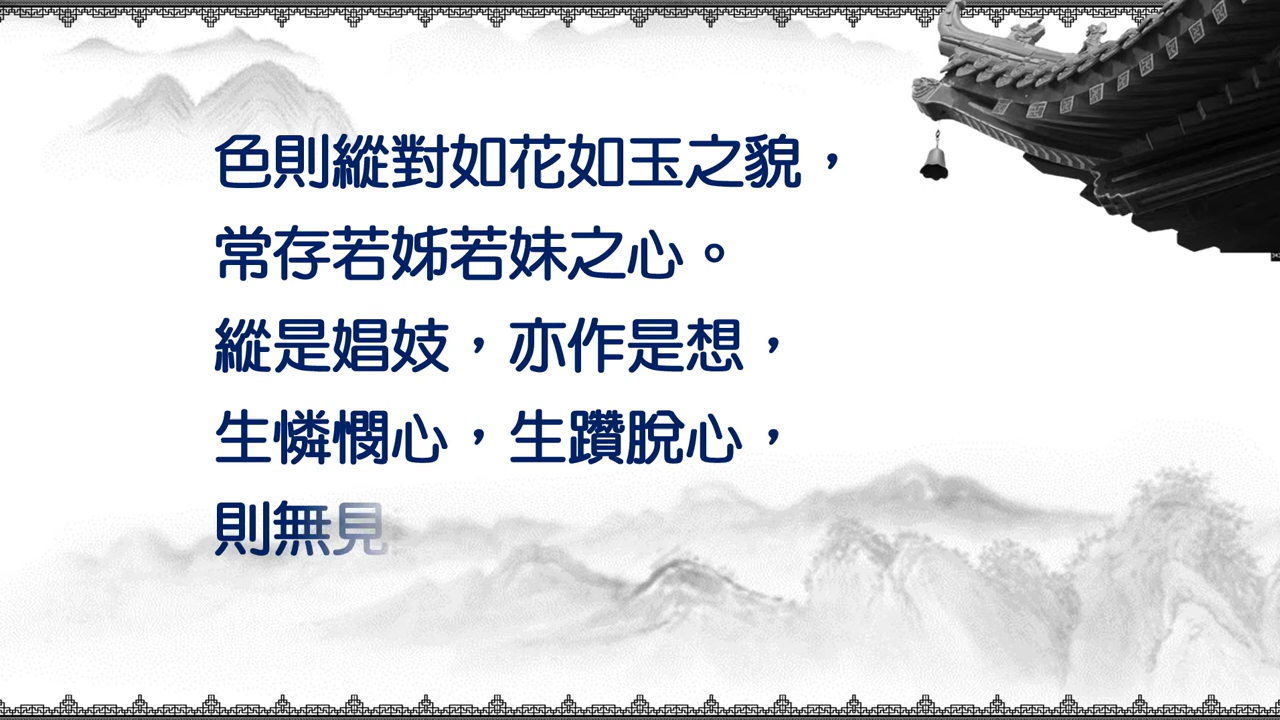 色則縱對如花如玉之貌，
常存若姊若妹之心。
縱是娼妓，亦作是想，
生憐憫心，生躦脫心，
則無見